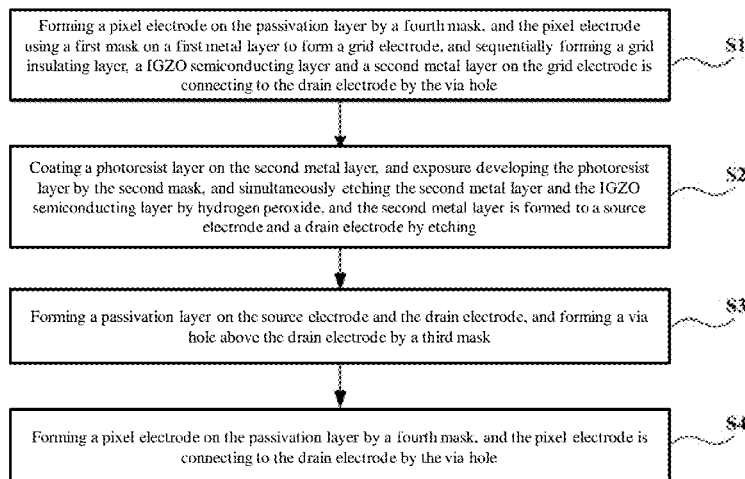 Forming a pixel electrode on the passivation layer by a fourth mask, and the pixel electrode
using a first mask on a first metal layer to form a grid electrode, and sequentially forming a grid
insulating layer, a IGZO semiconducting layer and a second metal layer on the grid electrode is
connecting to the drain electrode by the via hole
S1
Coating a photoresist layer on the second metal layer, and exposure developing the photoresist
layer by the second mask, and simultaneously etching the second metal layer and the IGZO
semiconducting layer by hydrogen peroxide, and the second metal layer is formed to a source
electrode and a drain electrode by etching
S2
Forming a passivation layer on the source electrode and the drain electrode, and forming a via
hole above the drain electrode by a third mask
S3
Forming a pixel electrode on the passivation layer by a fourth mask, and the pixel electrode is
connecting to the drain electrode by the via hole
S4